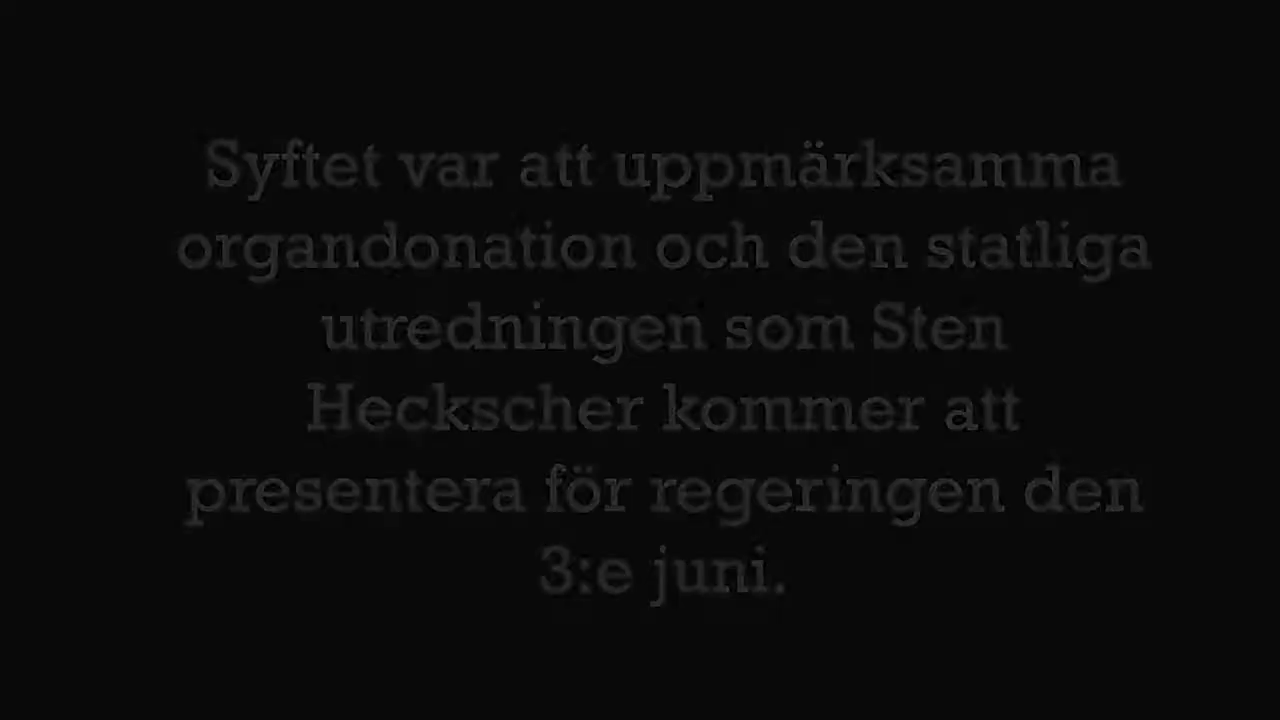 Syftet var att uppmärksamma
organdonation och den statliga
utredningen som Sten
Heckscher kommer att
presentera för regeringen den
3:e juni.